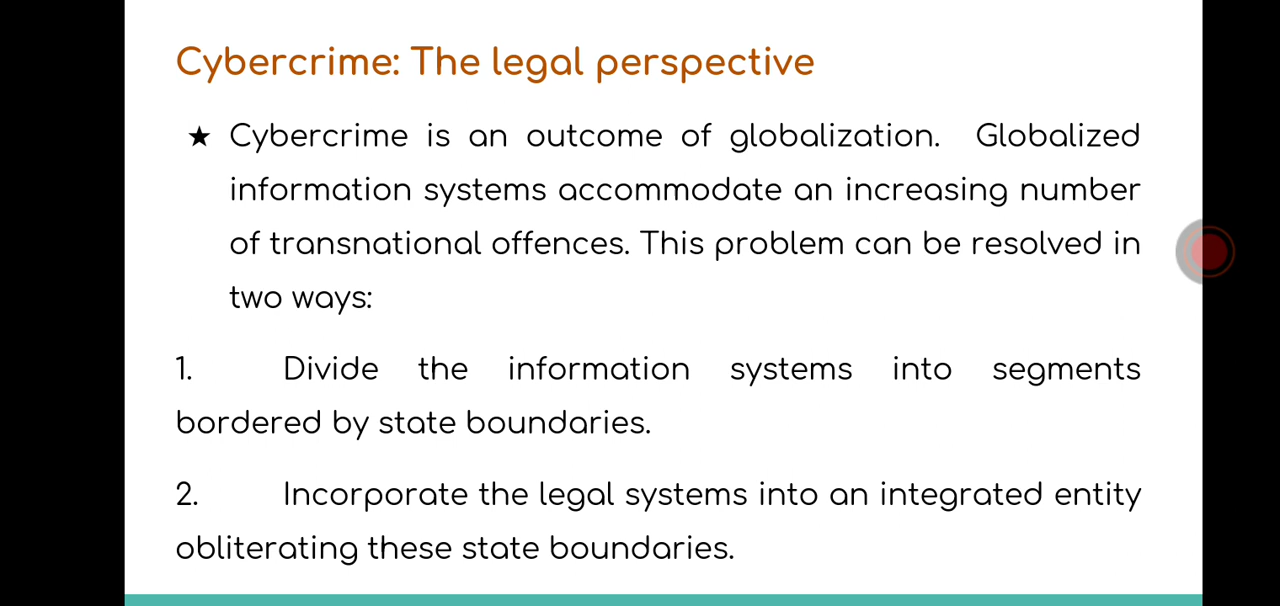 Cybercrime: The legal perspective
★ Cybercrime is an outcome of globalization. Globalized
information systems accommodate an increasing number
of transnational offences. This problem can be resolved in
two ways:
1. Divide the information systems into segments
bordered by state boundaries.
2. Incorporate the legal systems into an integrated entity
obliterating these state boundaries.